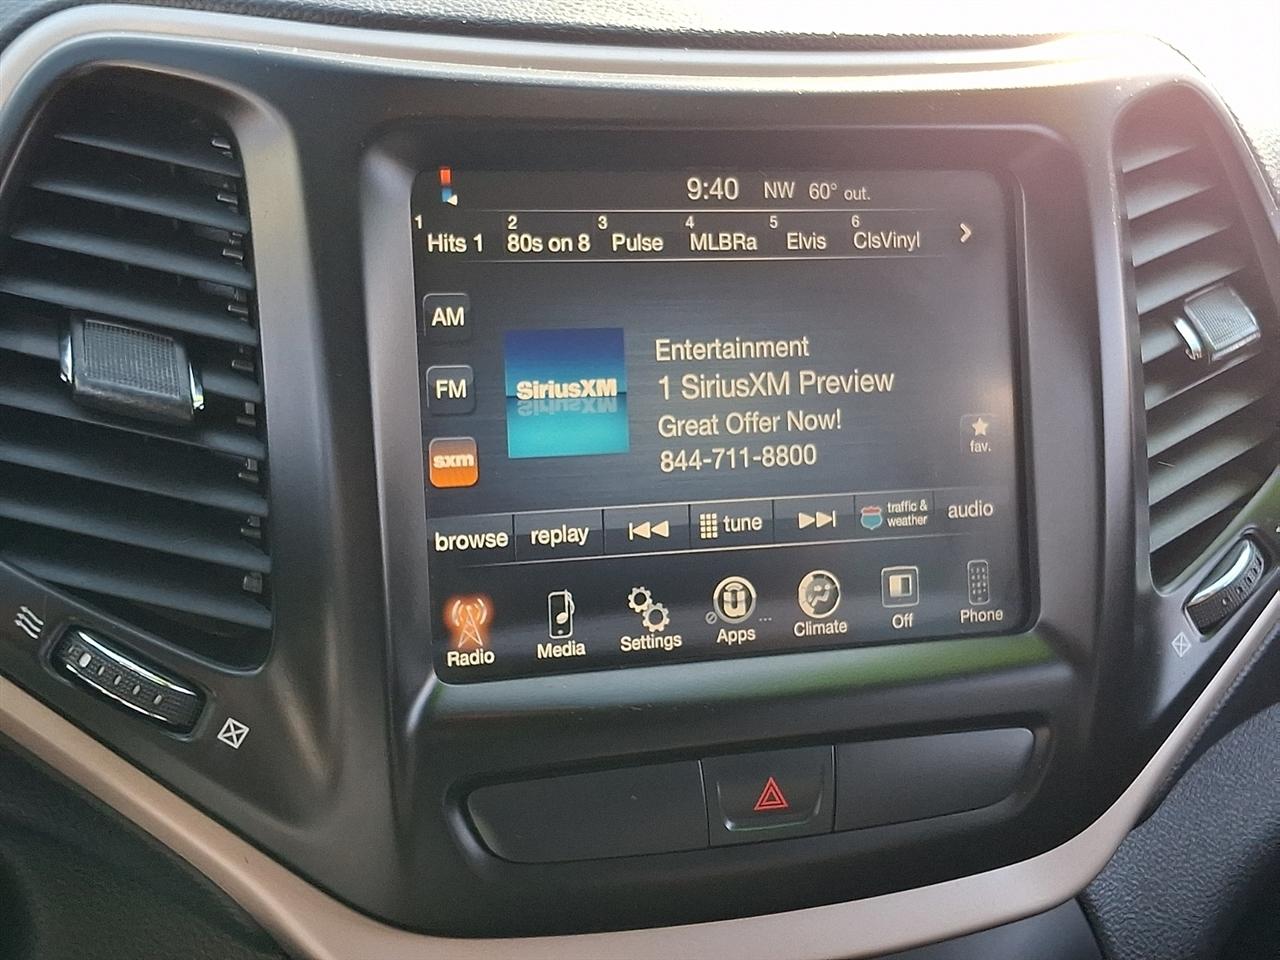 9:40 NW 60° out.
1 Hits 1 2 80s on 8 3 Pulse 4 MLBRa 5 Elvis 6 ClsVinyl
AM
FM
sxm
SiriusXM
Entertainment
1 SiriusXM Preview
Great Offer Now!
844-711-8800
fav.
browse replay tune traffic & weather audio
Radio Media Settings Apps Climate Off Phone